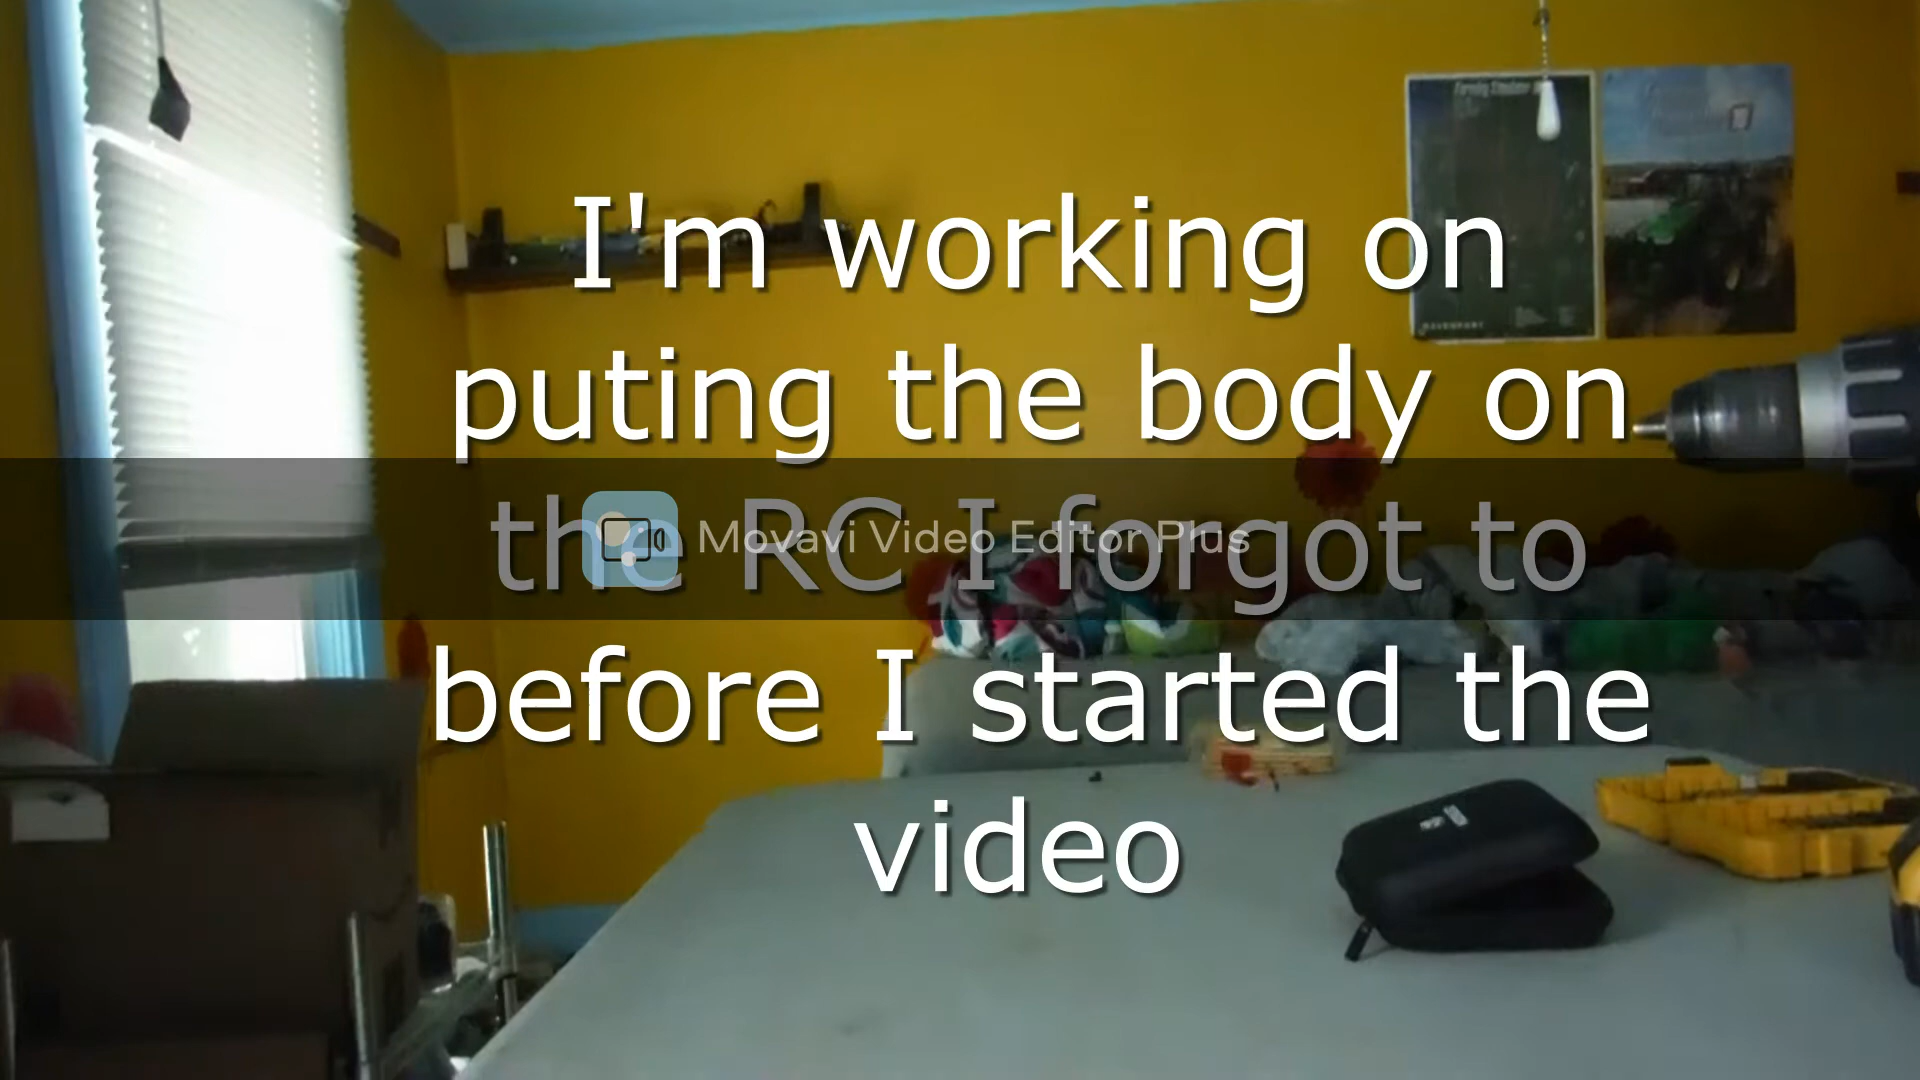 I'm working on
puting the body on
the RC I forgot to
Movavi Video Editor Plus
before I started the
video